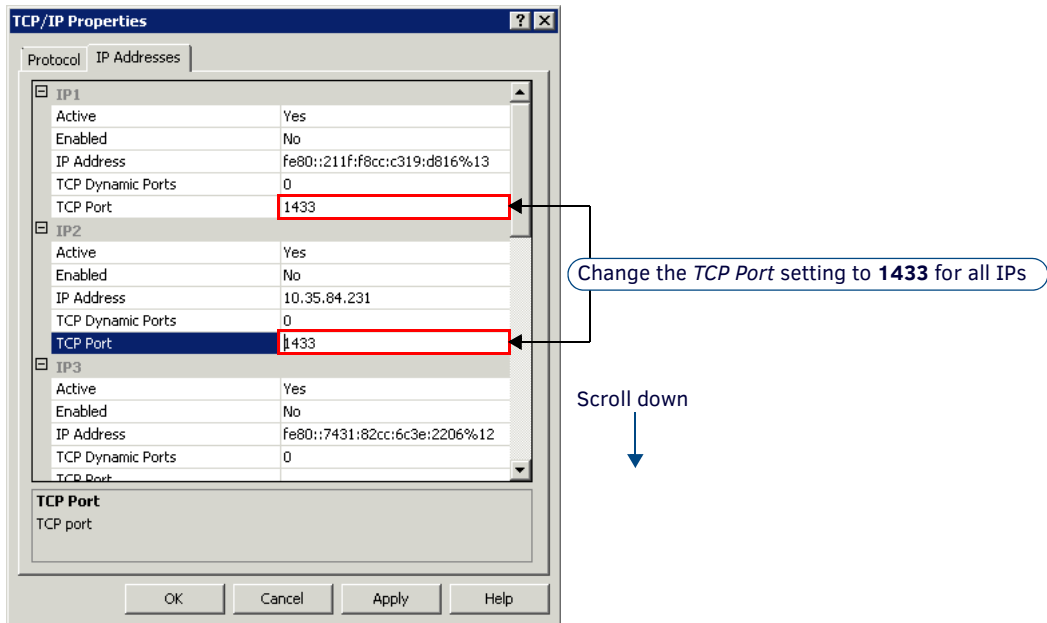 TCP/IP Properties
Protocol IP Addresses
IP1
Active Yes
Enabled No
IP Address fe80::211f:f8cc:c319:d816%13
TCP Dynamic Ports 0
TCP Port 1433
IP2
Active Yes
Enabled No
IP Address 10.35.84.231
TCP Dynamic Ports 0
TCP Port 1433
IP3
Active Yes
Enabled No
IP Address fe80::7431:82cc:6c3e:2206%12
TCP Dynamic Ports 0
TCP Port
TCP Port
TCP port
OK Cancel Apply Help
Change the TCP Port setting to 1433 for all IPs
Scroll down